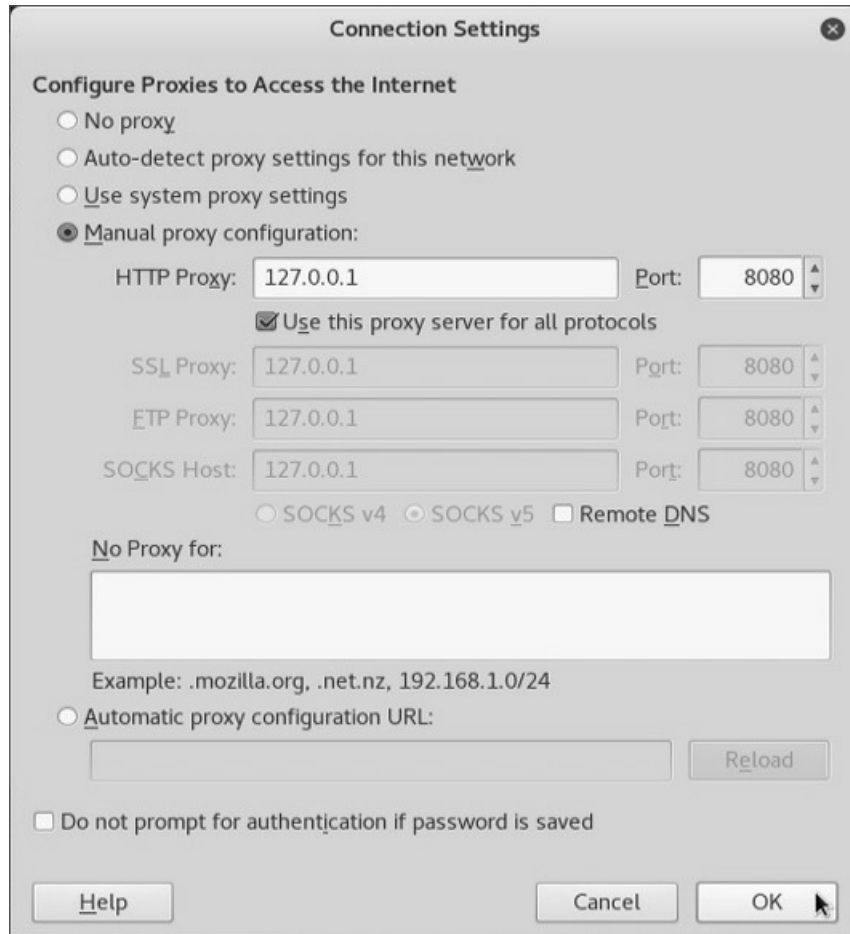 Connection Settings
Configure Proxies to Access the Internet
No proxy
Auto-detect proxy settings for this network
Use system proxy settings
Manual proxy configuration:
HTTP Proxy: 127.0.0.1 Port: 8080
Use this proxy server for all protocols
SSL Proxy: 127.0.0.1 Port: 8080
FTP Proxy: 127.0.0.1 Port: 8080
SOCKS Host: 127.0.0.1 Port: 8080
SOCKS v4 SOCKS v5 Remote DNS
No Proxy for:
Example: .mozilla.org, .net.nz, 192.168.1.0/24
Automatic proxy configuration URL:
Reload
Do not prompt for authentication if password is saved
Help Cancel OK